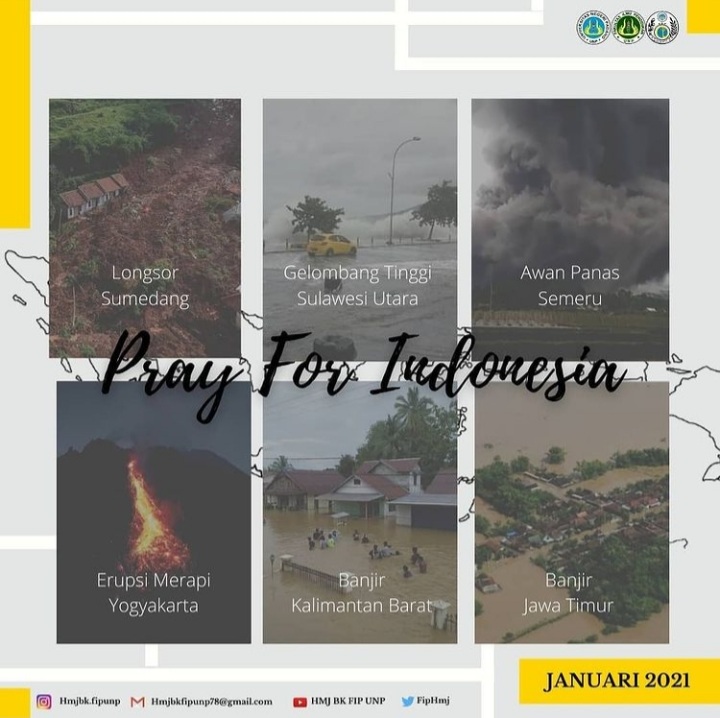 Longsor
Sumedang
Gelombang Tinggi
Sulawesi Utara
Awan Panas
Semeru
Pray For Indonesia
Erupsi Merapi
Yogyakarta
Banjir
Kalimantan Barat
Banjir
Jawa Timur
JANUARI 2021
Hmjbk.fipunp
Hmjbkfipunp78@gmail.com
HMJ BK FIP UNP
FipHmj